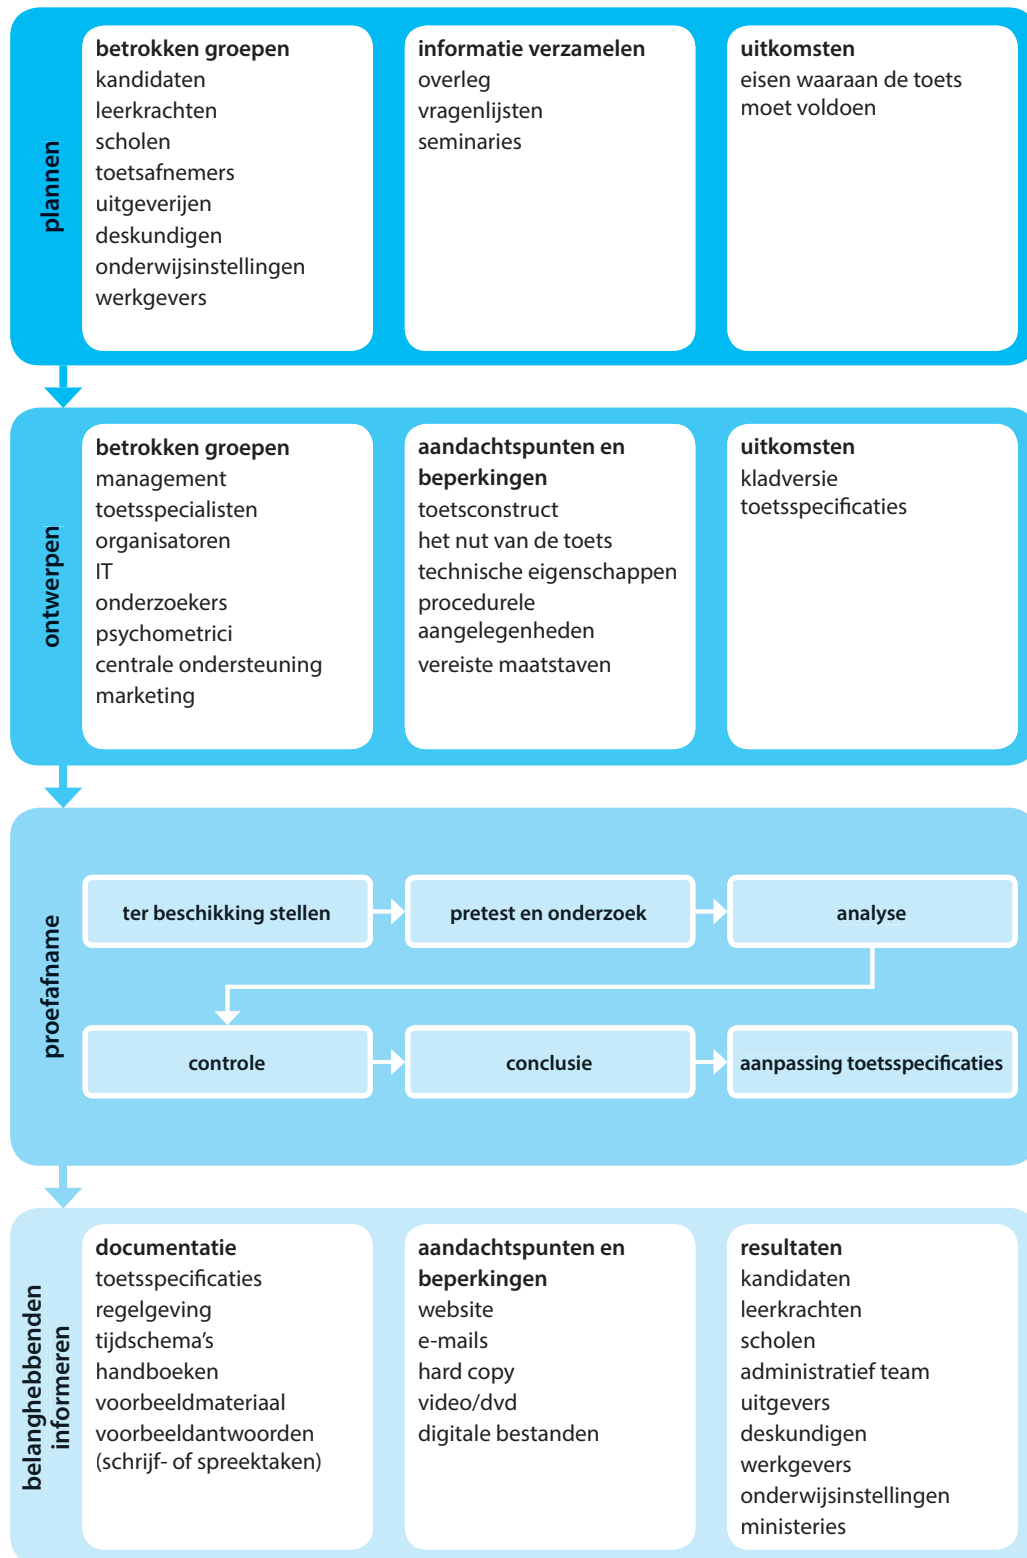 plannen
betrokken groepen
kandidaten
leerkrachten
scholen
toetsafnemers
uitgeverijen
deskundigen
onderwijsinstellingen
werkgevers
informatie verzamelen
overleg
vragenlijsten
seminaries
uitkomsten
eisen waaraan de toets
moet voldoen
ontwerpen
betrokken groepen
management
toetsspecialisten
organisatoren
IT
onderzoekers
psychometrici
centrale ondersteuning
marketing
aandachtspunten en
beperkingen
toetsconstruct
het nut van de toets
technische eigenschappen
procedurele
aangelegenheden
vereiste maatstaven
uitkomsten
kladversie
toetsspecificaties
proefafname
ter beschikking stellen
pretest en onderzoek
analyse
controle
conclusie
aanpassing toetsspecificaties
belanghebbenden
informeren
documentatie
toetsspecificaties
regelgeving
tijdschema's
handboeken
voorbeeldmateriaal
voorbeeldantwoorden
(schrijf- of spreektaken)
aandachtspunten en
beperkingen
website
e-mails
hard copy
video/dvd
digitale bestanden
resultaten
kandidaten
leerkrachten
scholen
administratief team
uitgevers
deskundigen
werkgevers
onderwijsinstellingen
ministeries